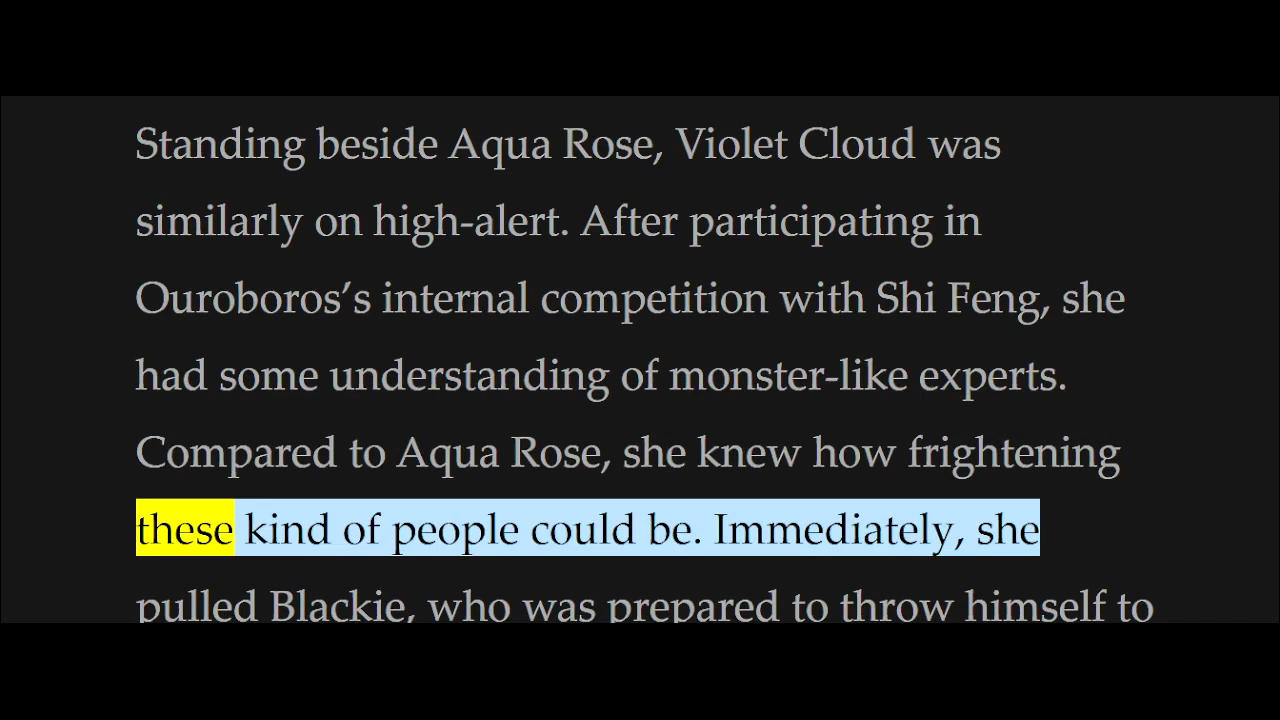 Standing beside Aqua Rose, Violet Cloud was
similarly on high-alert. After participating in
Ouroboros’s internal competition with Shi Feng, she
had some understanding of monster-like experts.
Compared to Aqua Rose, she knew how frightening
these kind of people could be. Immediately, she
pulled Blackie, who was prepared to throw himself to